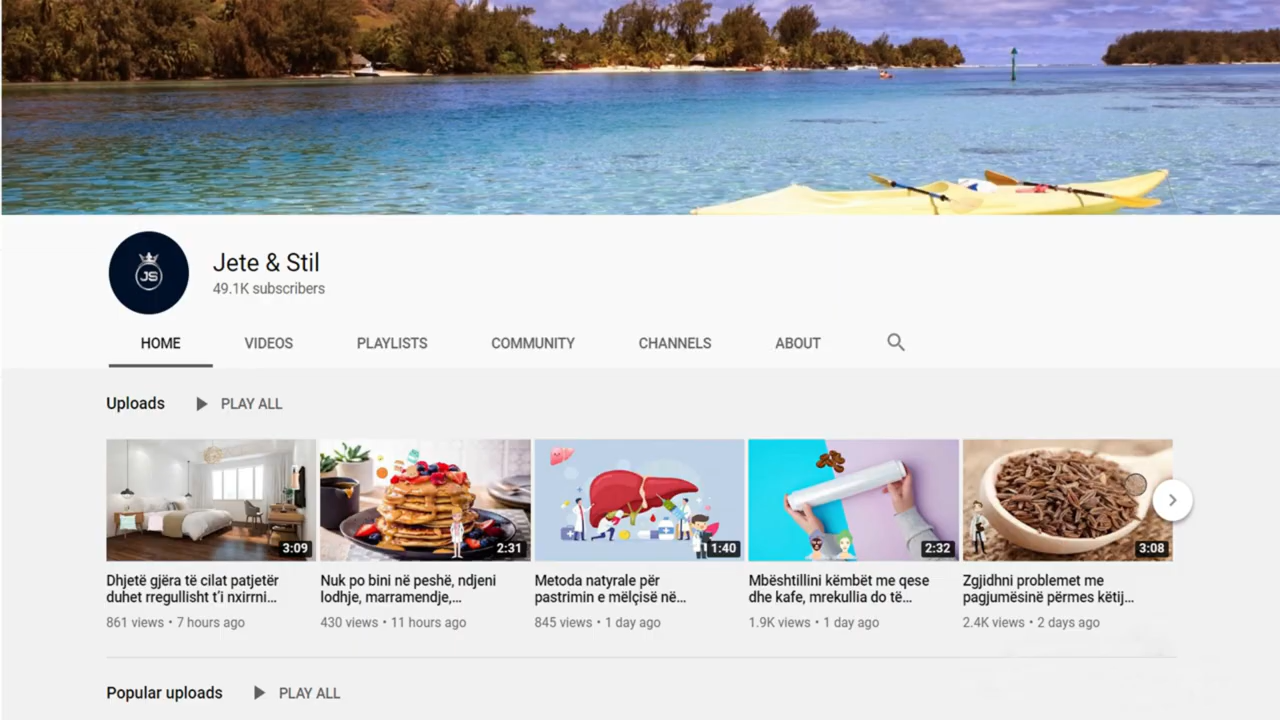 JS
Jete & Stil
49.1K subscribers
HOME VIDEOS PLAYLISTS COMMUNITY CHANNELS ABOUT
Uploads PLAY ALL
3:09 2:31 1:40 2:32 3:08
Dhjetë gjëra të cilat patjetër
duhet rregullisht t'i nxirrni...
861 views • 7 hours ago
Nuk po bini në peshë, ndjeni
lodhje, marramendje,...
430 views • 11 hours ago
Metoda natyrale për
pastrimin e mëlçisë në...
845 views • 1 day ago
Mbështillini këmbët me qese
dhe kafe, mrekullia do të...
1.9K views • 1 day ago
Zgjidhni problemet me
pagjumësinë përmes këtij...
2.4K views • 2 days ago
Popular uploads PLAY ALL